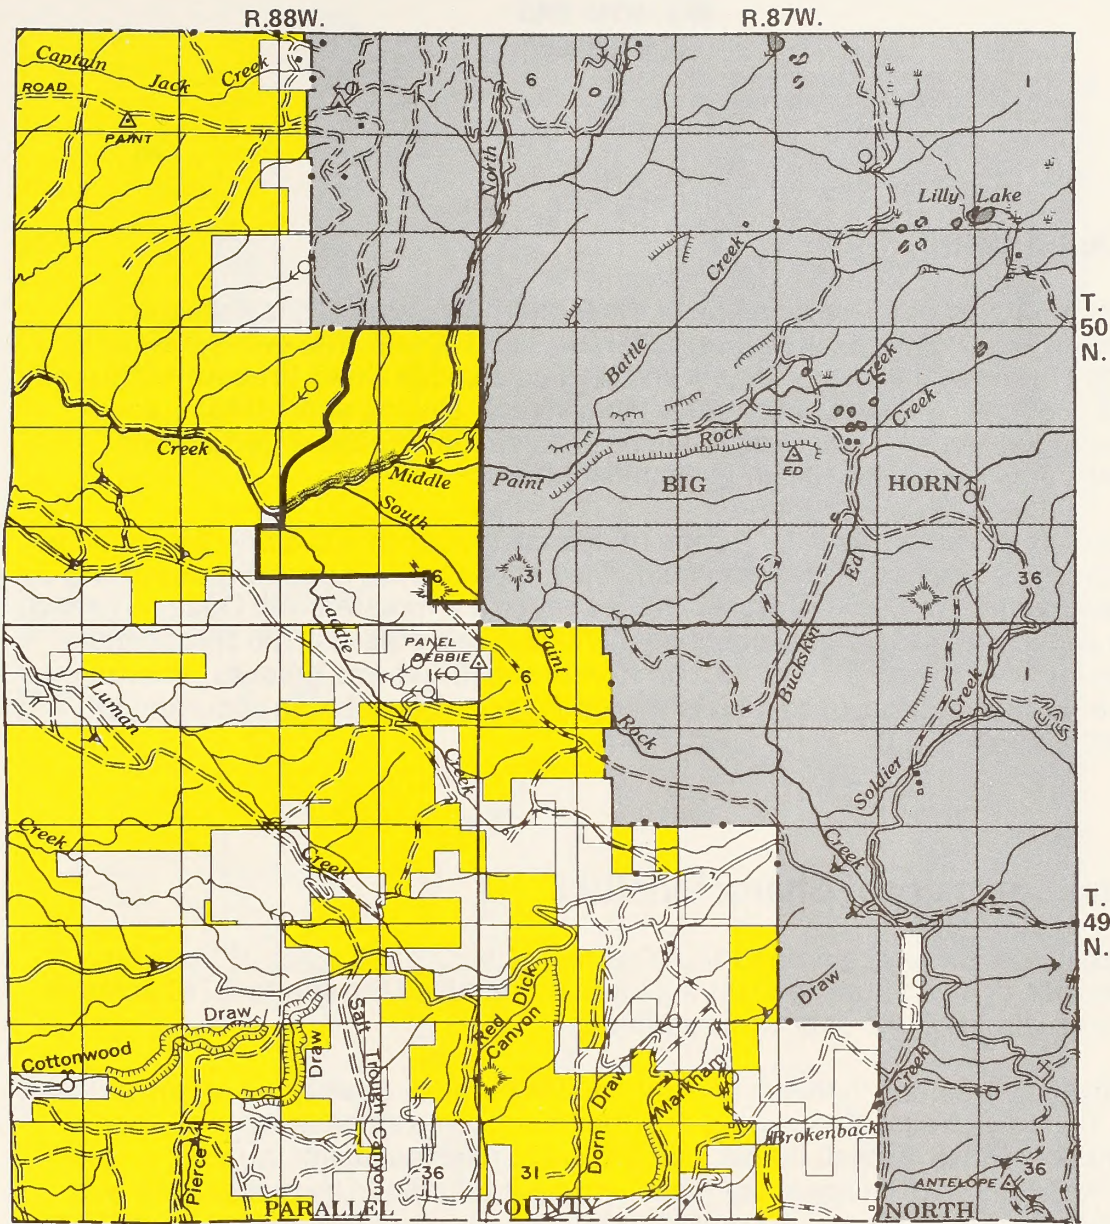 R.88W.
R.87W.
Captain Jack Creek
ROAD
PAINT
6
1
North
Lilly Lake
Creek
T.
50
N.
Battle
Creek
Creek
Creek
Rock
ED
Middle
Paint
BIG
HORN
South
6
31
Ed
36
Laddie
PANEL
DEBBIE
1
Paint
6
Buckskin
1
Luman
Rock
Creek
Creek
Soldier
Creek
Creek
Creek
T.
49
N.
Red Dick
Canyon
Draw
Draw
Salt Trough Canyon
Draw
Cottonwood
Draw
Markham
Creek
Dorn
Brokenback
Pierce
36
31
ANTELOPE
36
PARALLEL
COUNTY
NORTH